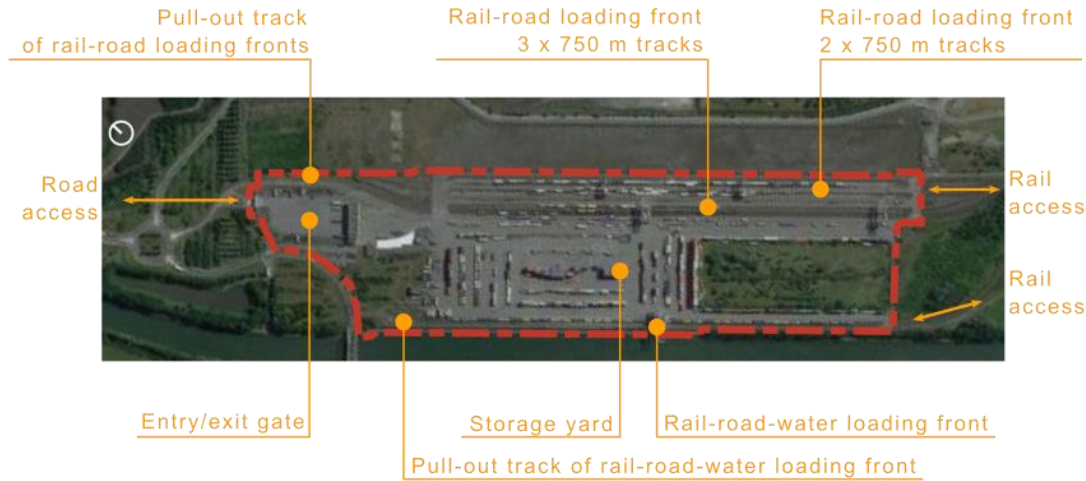 Pull-out track
of rail-road loading fronts
Rail-road loading front
3 x 750 m tracks
Rail-road loading front
2 x 750 m tracks
Road
access
Rail
access
Rail
access
Entry/exit gate
Storage yard
Rail-road-water loading front
Pull-out track of rail-road-water loading front